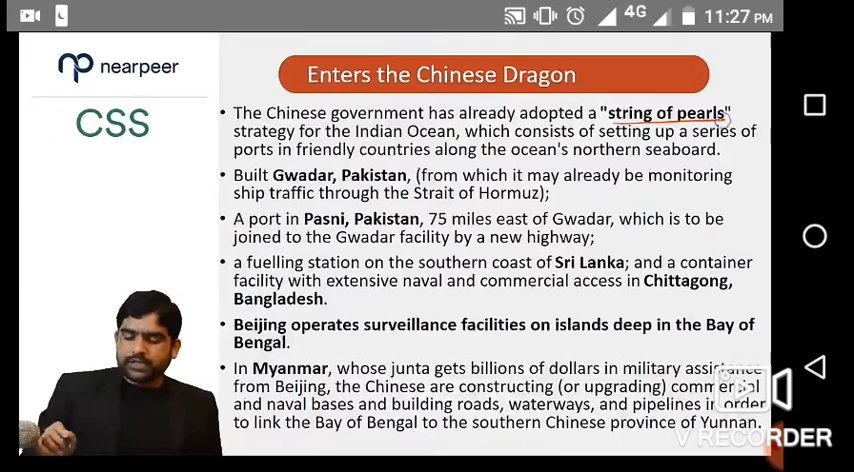 4G
11:27 PM
nearpeer
CSS
Enters the Chinese Dragon
• The Chinese government has already adopted a "string of pearls"
strategy for the Indian Ocean, which consists of setting up a series of
ports in friendly countries along the ocean's northern seaboard.
• Built Gwadar, Pakistan, (from which it may already be monitoring
ship traffic through the Strait of Hormuz);
• A port in Pasni, Pakistan, 75 miles east of Gwadar, which is to be
joined to the Gwadar facility by a new highway;
• a fuelling station on the southern coast of Sri Lanka; and a container
facility with extensive naval and commercial access in Chittagong,
Bangladesh.
• Beijing operates surveillance facilities on islands deep in the Bay of
Bengal.
• In Myanmar, whose junta gets billions of dollars in military assistance
from Beijing, the Chinese are constructing (or upgrading) commercial
and naval bases and building roads, waterways, and pipelines in order
to link the Bay of Bengal to the southern Chinese province of Yunnan.
V RECORDER